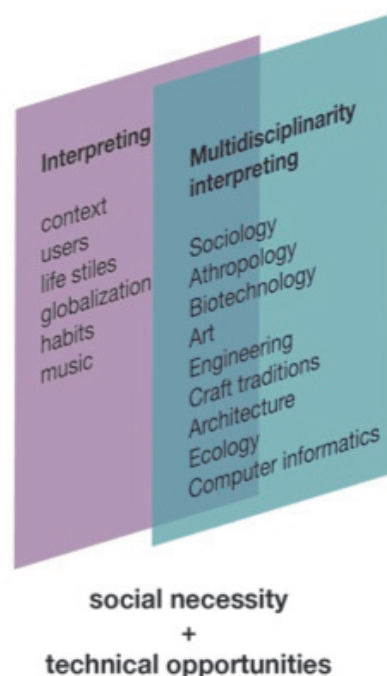 Interpreting
context
users
life stiles
globalization
habits
music
Multidisciplinarity
interpreting
Sociology
Athropology
Biotechnology
Art
Engineering
Craft traditions
Architecture
Ecology
Computer informatics
social necessity
+
technical opportunities